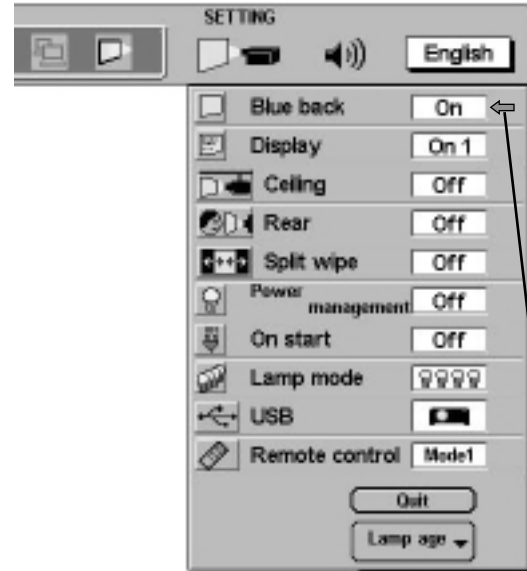 SETTING
English
Blue back On
Display On 1
Ceiling Off
Rear Off
Split wipe Off
Power management Off
On start Off
Lamp mode
USB
Remote control Mode1
Quit
Lamp age